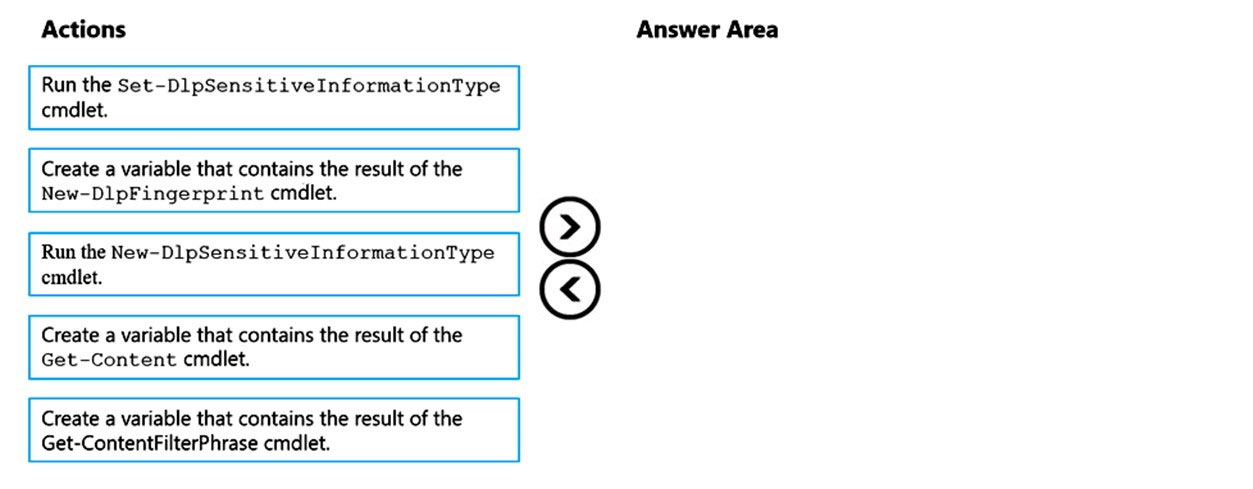 Actions
Answer Area
Run the Set-DlpSensitiveInformationType
cmdlet.
Create a variable that contains the result of the
New-DlpFingerprint cmdlet.
Run the New-DlpSensitiveInformationType
cmdlet.
Create a variable that contains the result of the
Get-Content cmdlet.
Create a variable that contains the result of the
Get-ContentFilterPhrase cmdlet.